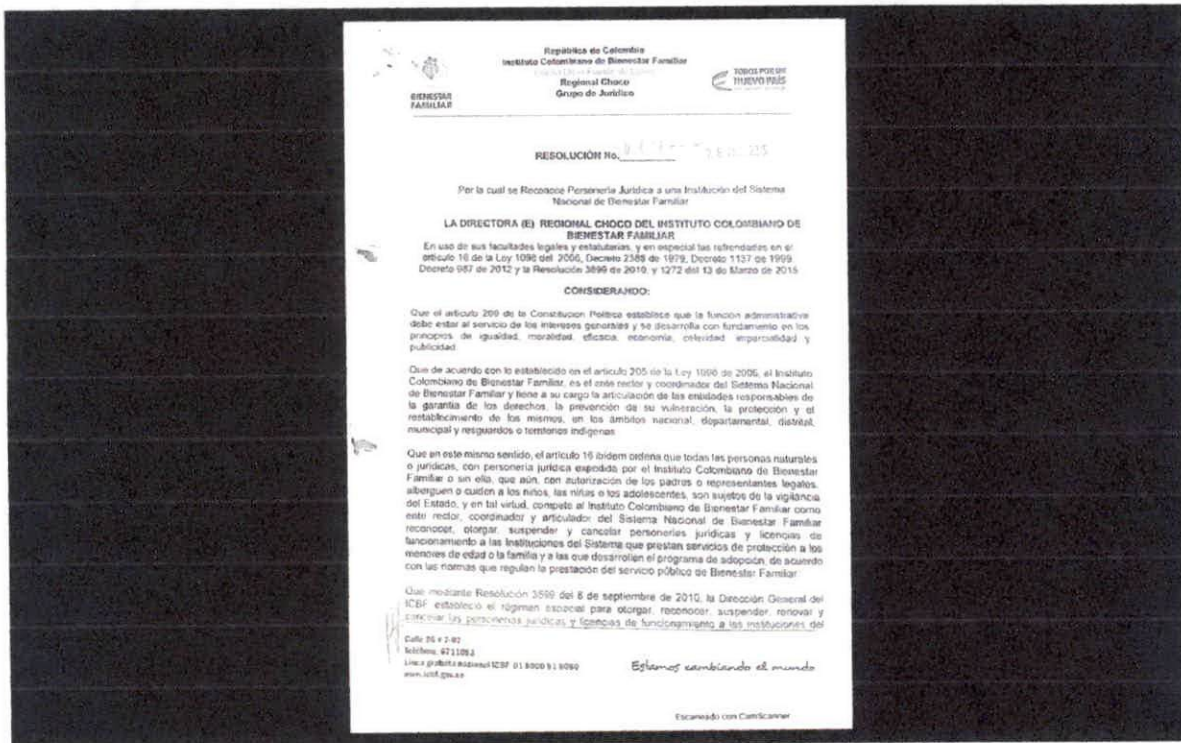 República de Colombia
Instituto Colombiano de Bienestar Familiar
Regional Choco
Grupo de Jurídico
BIENESTAR
FAMILIAR
TODOS POR UN
NUEVO PAÍS
RESOLUCIÓN No.
Por la cual se Reconoce Personería Jurídica a una Institución del Sistema
Nacional de Bienestar Familiar
LA DIRECTORA (E) REGIONAL CHOCO DEL INSTITUTO COLOMBIANO DE
BIENESTAR FAMILIAR
En uso de sus facultades legales y estatutarias, y en especial las refrendadas en el
artículo 16 de la Ley 1098 del 2006, Decreto 2388 de 1979, Decreto 1137 de 1999
Decreto 987 de 2012 y la Resolución 3899 de 2010, y 1272 del 13 de Marzo de 2015
CONSIDERANDO:
Que el artículo 209 de la Constitución Política establece que la función administrativa
debe estar al servicio de los intereses generales y se desarrolla con fundamento en los
principios de igualdad, moralidad, eficacia, economía, celeridad imparcialidad y
publicidad.
Que de acuerdo con lo establecido en el artículo 205 de la Ley 1098 de 2006, el Instituto
Colombiano de Bienestar Familiar, es el ente rector y coordinador del Sistema Nacional
de Bienestar Familiar y tiene a su cargo la articulación de las entidades responsables de
la garantía de los derechos, la prevención de su vulneración, la protección y el
restablecimiento de los mismos, en los ámbitos nacional, departamental, distrital,
municipal y resguardos o territorios indígenas
Que en este mismo sentido, el artículo 16 ibídem ordena que todas las personas naturales
o jurídicas, con personería jurídica expedida por el Instituto Colombiano de Bienestar
Familiar o sin ella, que aún, con autorización de los padres o representantes legales,
alberguen o cuiden a los niños, las niñas o los adolescentes, son sujetos de la vigilancia
del Estado, y en tal virtud, compete al Instituto Colombiano de Bienestar Familiar como
ente rector, coordinador y articulador del Sistema Nacional de Bienestar Familiar
reconocer, otorgar, suspender y cancelar personerías jurídicas y licencias de
funcionamiento a las Instituciones del Sistema que prestan servicios de protección a los
menores de edad o la familia y a las que desarrollen el programa de adopción, de acuerdo
con las normas que regulan la prestación del servicio público de Bienestar Familiar
Que mediante Resolución 3899 del 8 de septiembre de 2010, la Dirección General del
ICBF estableció el régimen especial para otorgar, reconocer, suspender, renovar y
cancelar las personerías jurídicas y licencias de funcionamiento a las instituciones del
Teléfono. 6711093
Línea gratuita nacional ICBF 01 8000 91 8080
www.icbf.gov.co
Estamos cambiando el mundo
Escaneado con CamScanner